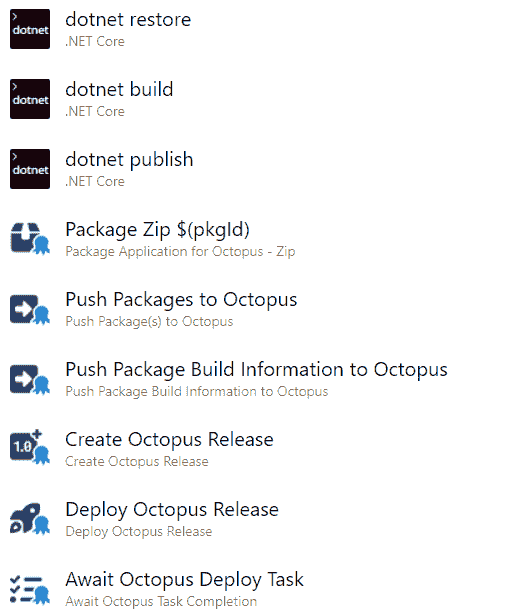 dotnet
dotnet restore
.NET Core
dotnet
dotnet build
.NET Core
dotnet
dotnet publish
.NET Core
Package Zip $(pkgId)
Package Application for Octopus - Zip
Push Packages to Octopus
Push Package(s) to Octopus
Push Package Build Information to Octopus
Push Package Build Information to Octopus
1.0
Create Octopus Release
Create Octopus Release
Deploy Octopus Release
Deploy Octopus Release
Await Octopus Deploy Task
Await Octopus Task Completion